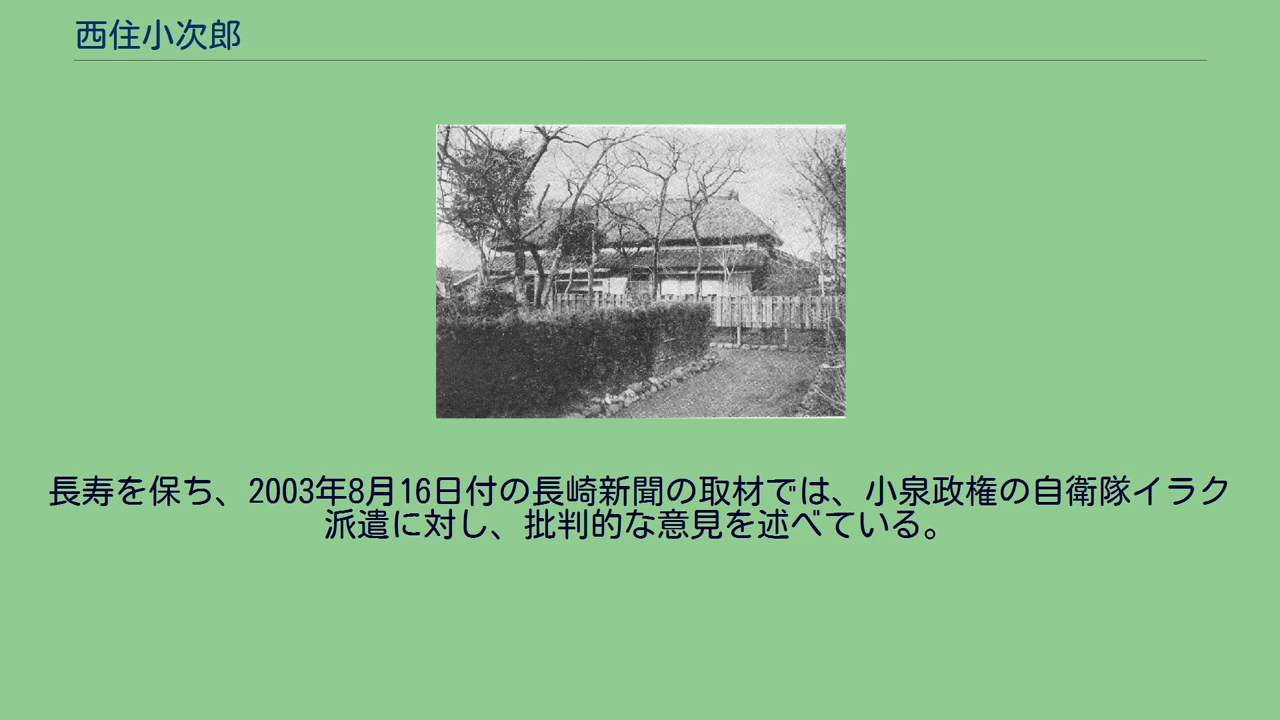 西住小次郎
長寿を保ち、2003年8月16日付の長崎新聞の取材では、小泉政権の自衛隊イラク
派遣に対し、批判的な意見を述べている。